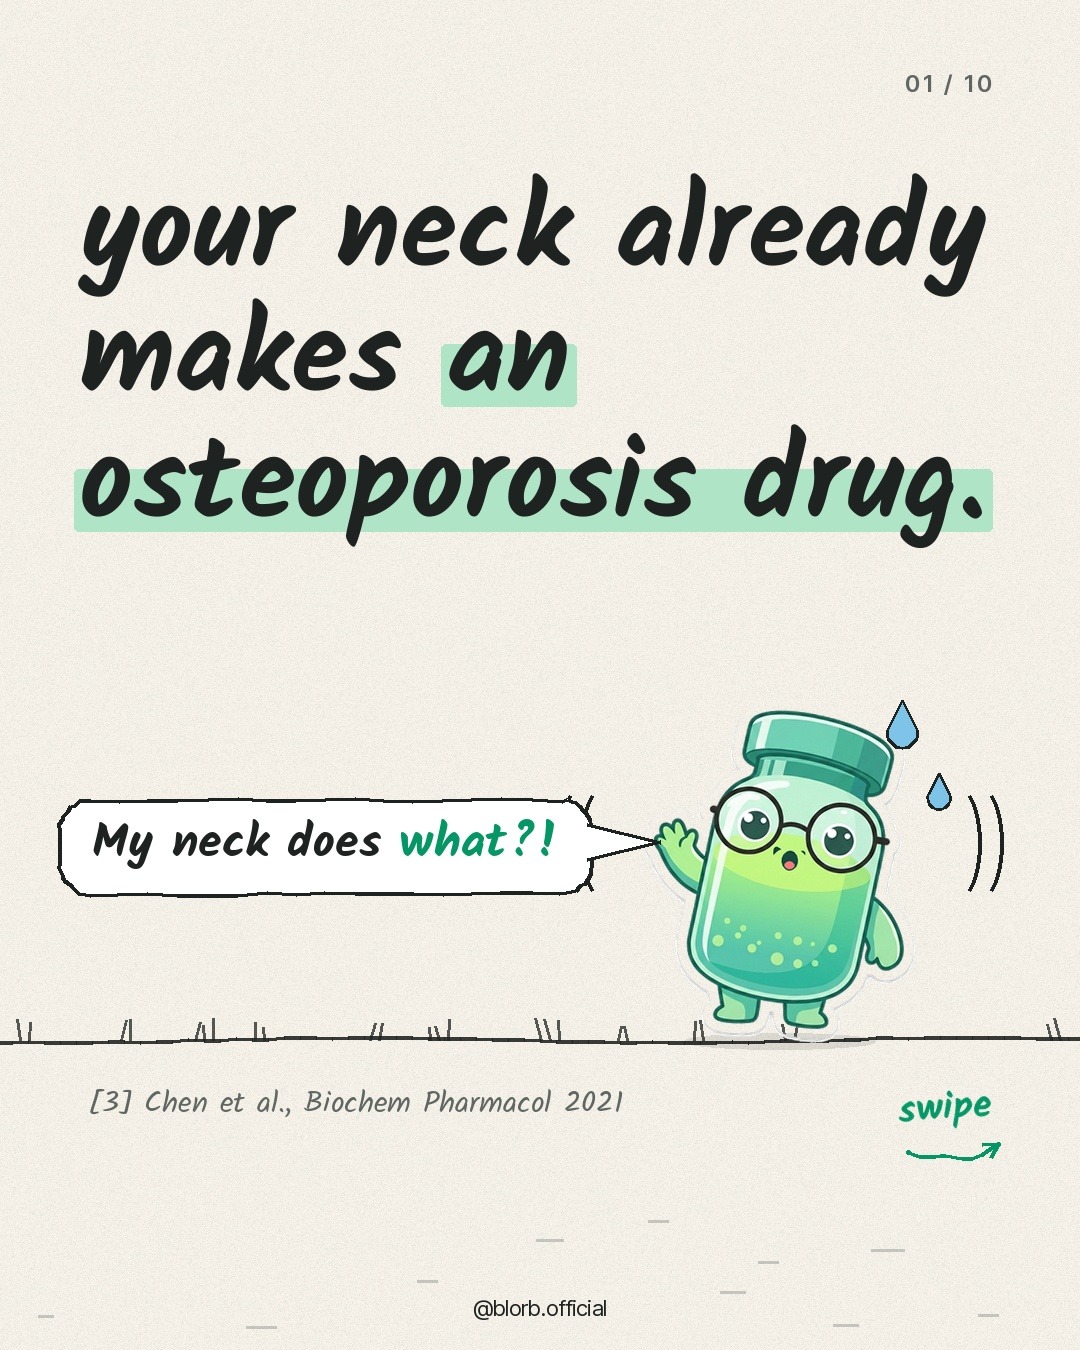 01 / 10
your neck already
makes an
osteoporosis drug.
My neck does what?!
[3] Chen et al., Biochem Pharmacol 2021
swipe
@blorb.official